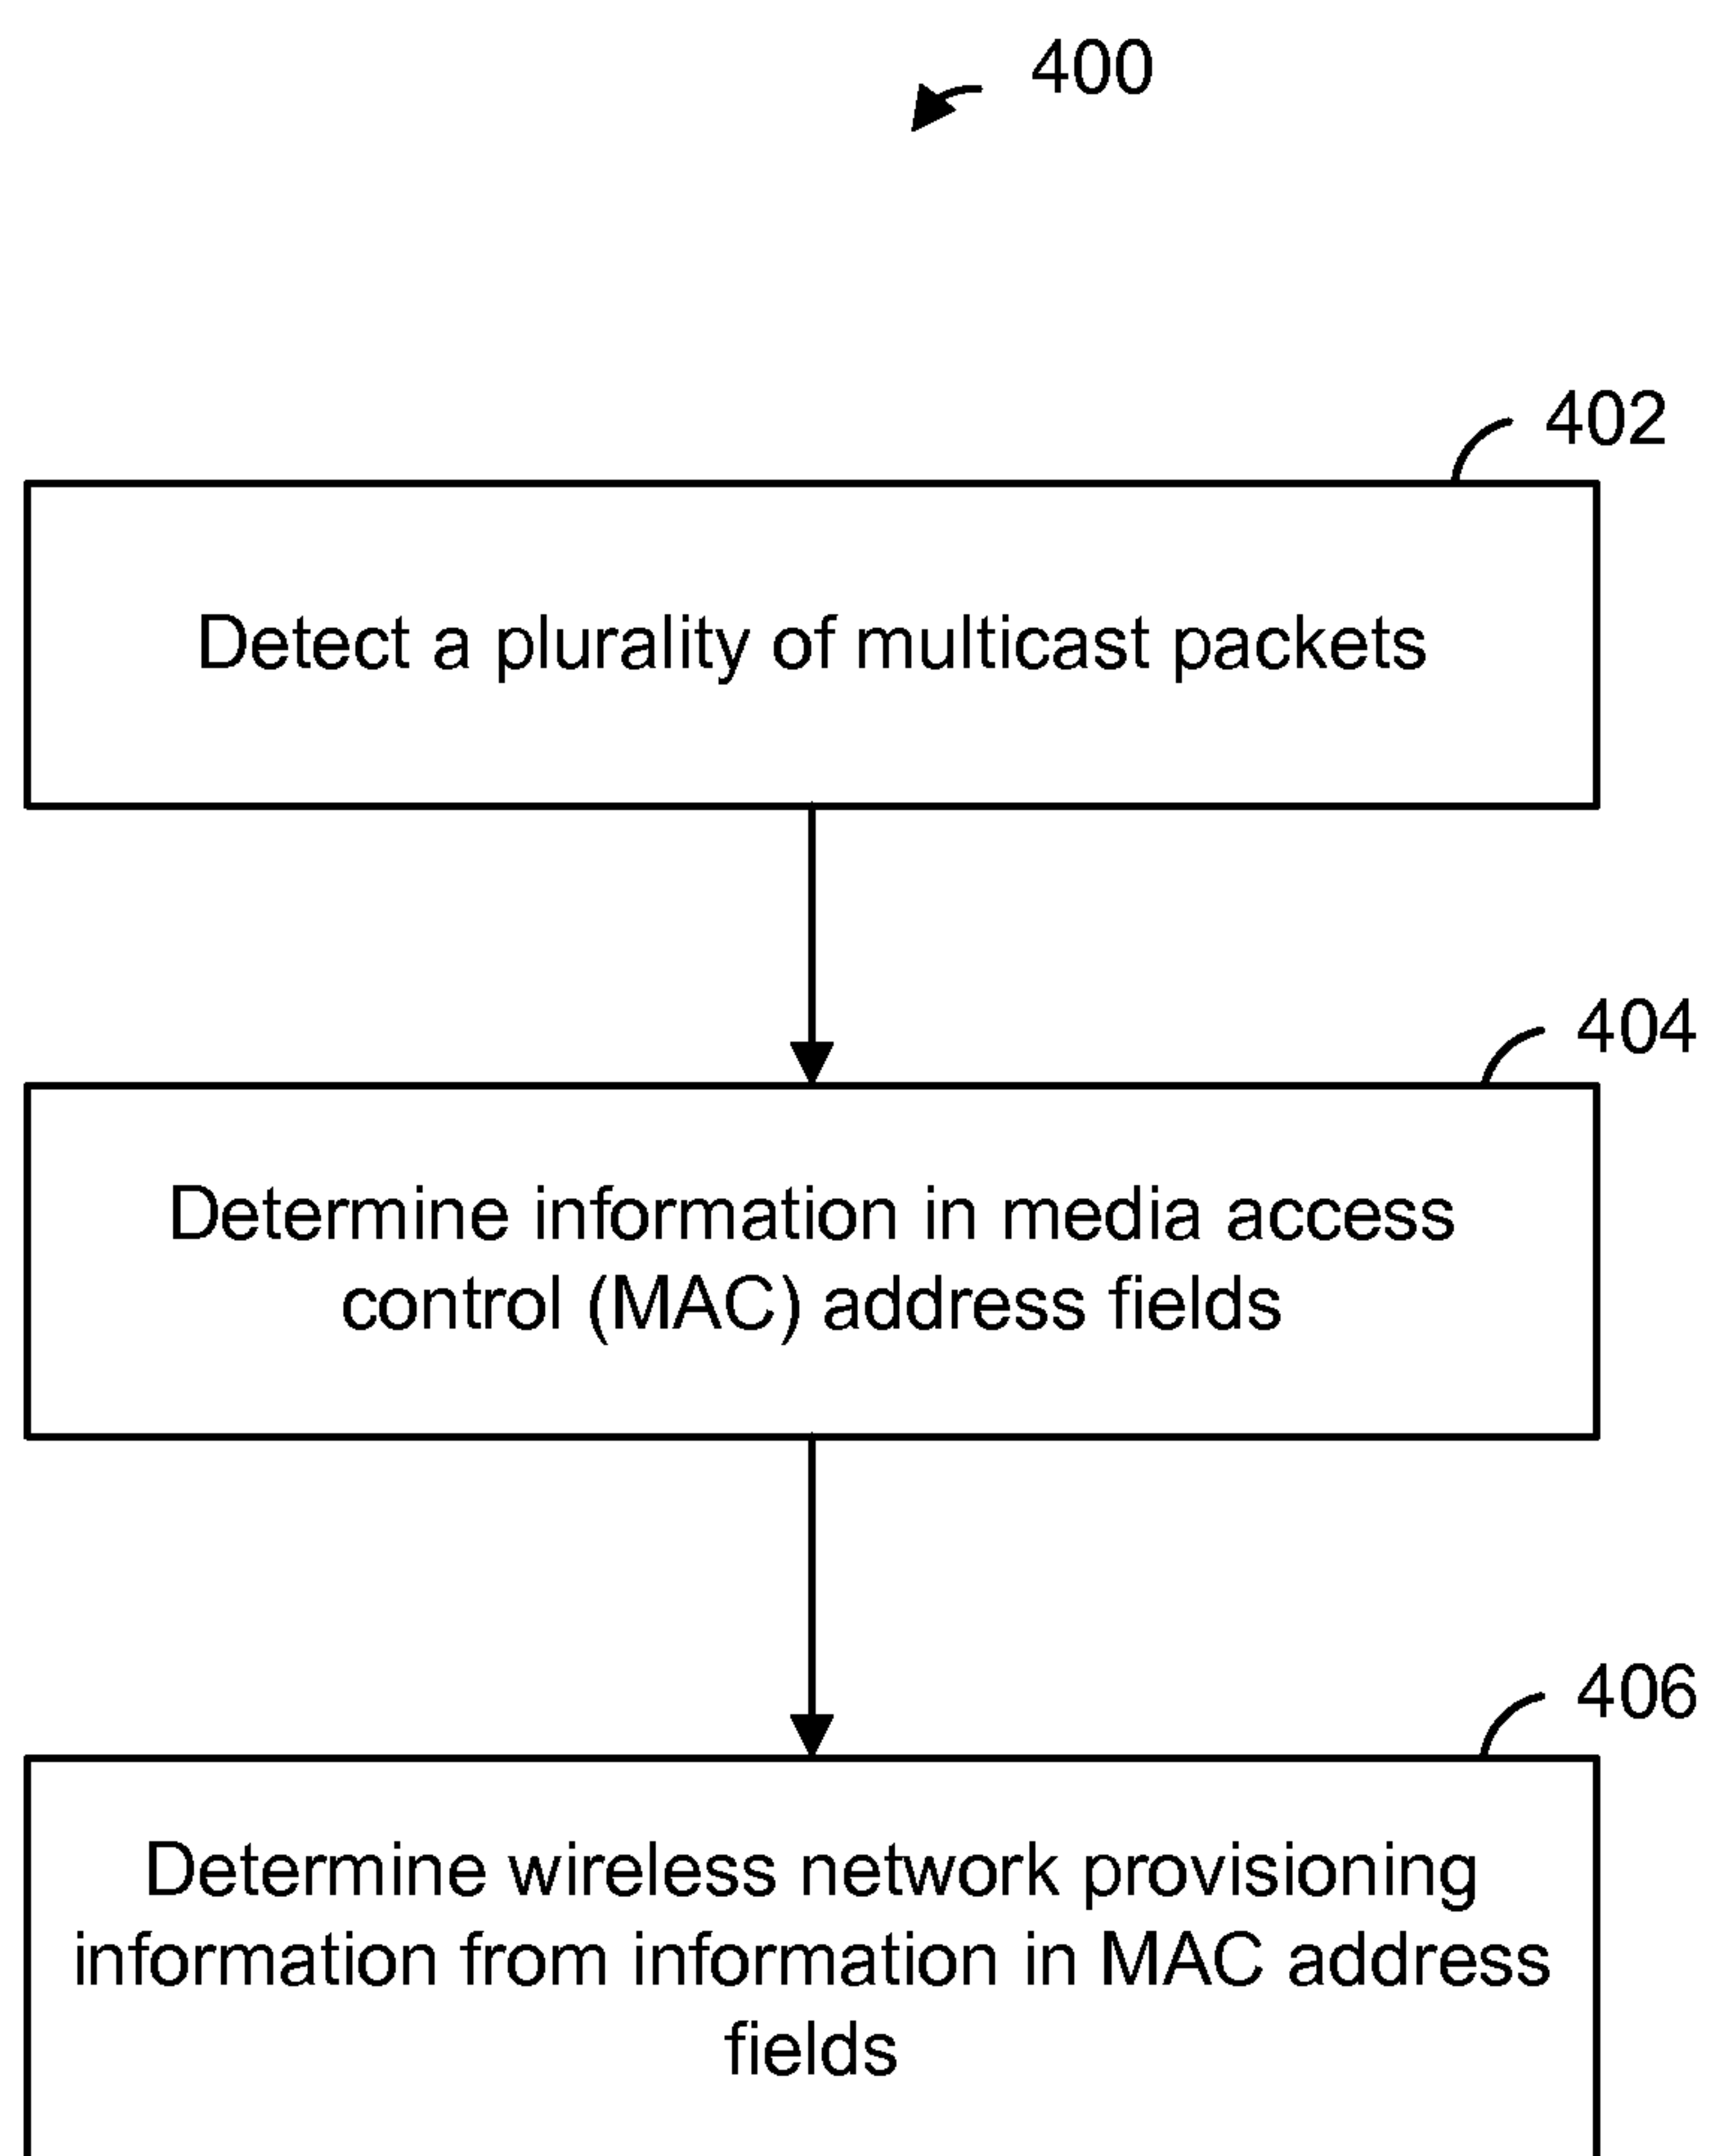 400
402
Detect a plurality of multicast packets
404
Determine information in media access
control (MAC) address fields
406
Determine wireless network provisioning
information from information in MAC address
fields